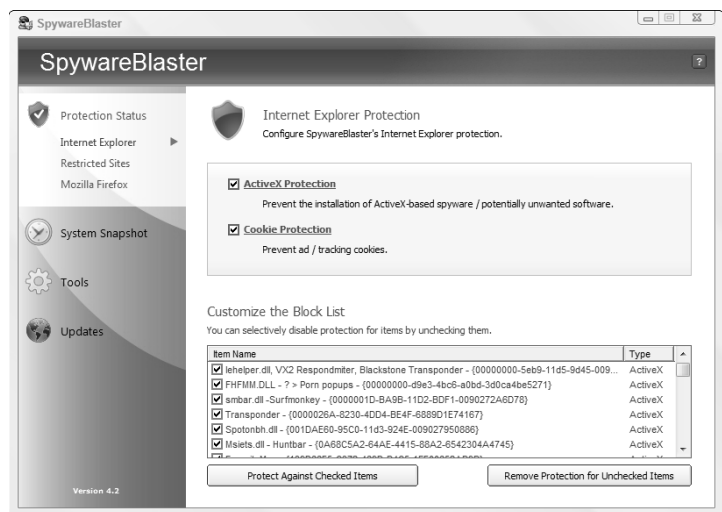 SpywareBlaster
SpywareBlaster
?
Protection Status
Internet Explorer
Restricted Sites
Mozilla Firefox
System Snapshot
Tools
Updates
Version 4.2
Internet Explorer Protection
Configure SpywareBlaster's Internet Explorer protection.
ActiveX Protection
Prevent the installation of ActiveX-based spyware / potentially unwanted software.
Cookie Protection
Prevent ad / tracking cookies.
Customize the Block List
You can selectively disable protection for items by unchecking them.
Item Name Type
Iehelper.dll, VX2 Respondmiter, Blackstone Transponder - {00000000-5eb9-11d5-9d45-009... ActiveX
FHFMM.DLL - ? > Porn popups - {00000000-d9e3-4bc6-a0bd-3d0ca4be5271} ActiveX
smbar.dll -Surfmonkey - {0000001D-BA9B-11D2-BDF1-0090272A6D78} ActiveX
Transponder - {0000026A-8230-4DD4-BE4F-6889D1E74167} ActiveX
Spotonbh.dll - {001DAE60-95C0-11d3-924E-009027950886} ActiveX
Msiets.dll - Huntbar - {0A68C5A2-64AE-4415-88A2-6542304A4745} ActiveX
Protect Against Checked Items
Remove Protection for Unchecked Items